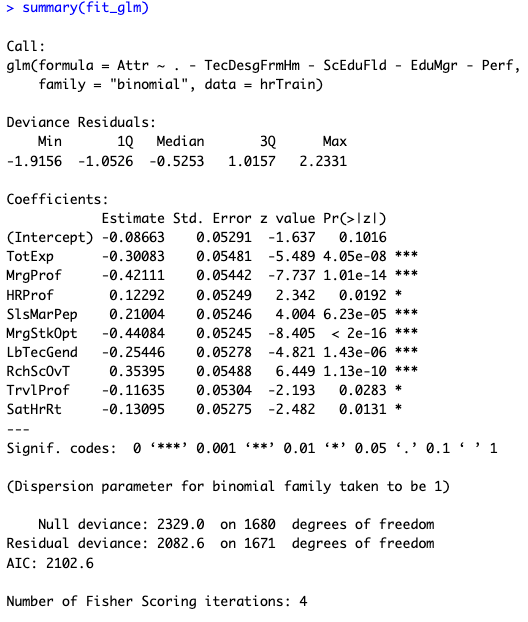 > summary(fit_glm)
Call:
glm(formula = Attr ~ . - TecDesgFrmHm - ScEduFld - EduMgr - Perf,
    family = "binomial", data = hrTrain)
Deviance Residuals:
    Min      1Q  Median      3Q     Max
-1.9156 -1.0526 -0.5253  1.0157  2.2331
Coefficients:
            Estimate Std. Error z value Pr(>|z|)
(Intercept) -0.08663    0.05291  -1.637   0.1016
TotExp      -0.30083    0.05481  -5.489 4.05e-08 ***
MrgProf     -0.42111    0.05442  -7.737 1.01e-14 ***
HRProf       0.12292    0.05249   2.342   0.0192 *
SlsMarPep    0.21004    0.05246   4.004 6.23e-05 ***
MrgStkOpt   -0.44084    0.05245  -8.405  < 2e-16 ***
LbTecGend   -0.25446    0.05278  -4.821 1.43e-06 ***
RchScOvT     0.35395    0.05488   6.449 1.13e-10 ***
TrvlProf    -0.11635    0.05304  -2.193   0.0283 *
SatHrRt     -0.13095    0.05275  -2.482   0.0131 *
---
Signif. codes:  0 ‘***’ 0.001 ‘**’ 0.01 ‘*’ 0.05 ‘.’ 0.1 ‘ ’ 1
(Dispersion parameter for binomial family taken to be 1)
    Null deviance: 2329.0  on 1680  degrees of freedom
Residual deviance: 2082.6  on 1671  degrees of freedom
AIC: 2102.6
Number of Fisher Scoring iterations: 4